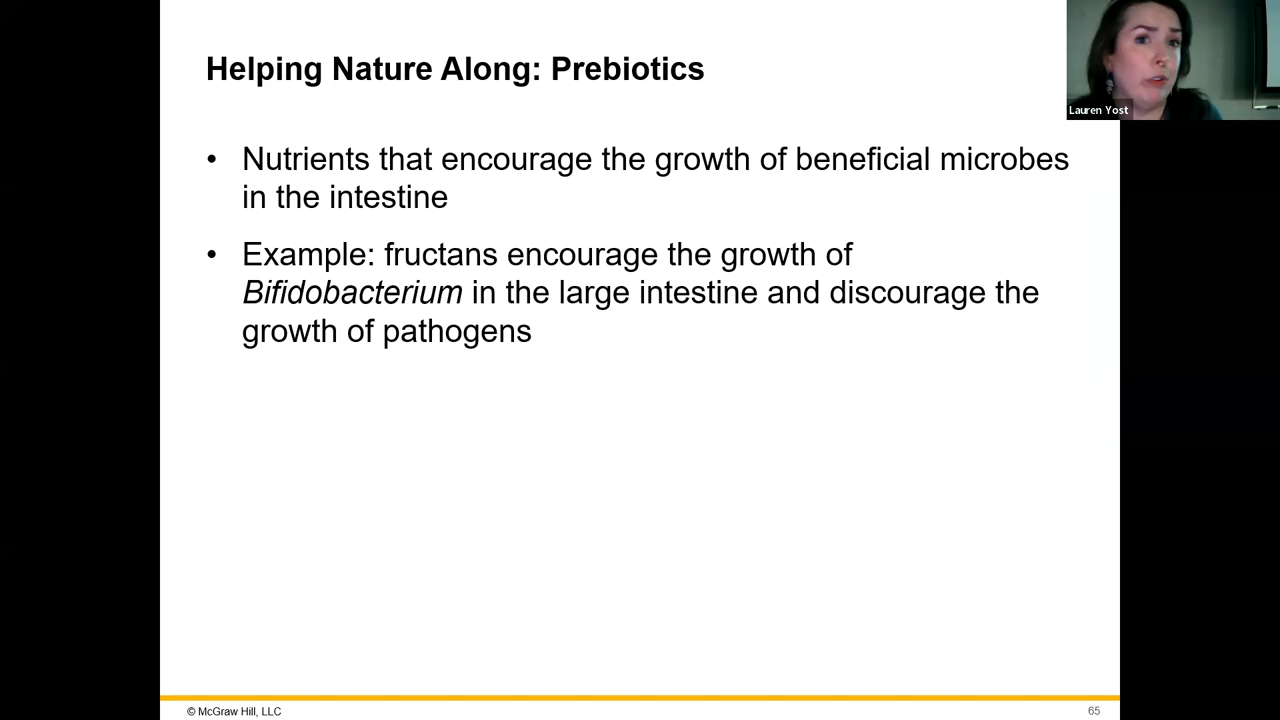 Helping Nature Along: Prebiotics
Lauren Yost
• Nutrients that encourage the growth of beneficial microbes
in the intestine
• Example: fructans encourage the growth of
Bifidobacterium in the large intestine and discourage the
growth of pathogens
© McGraw Hill, LLC
65